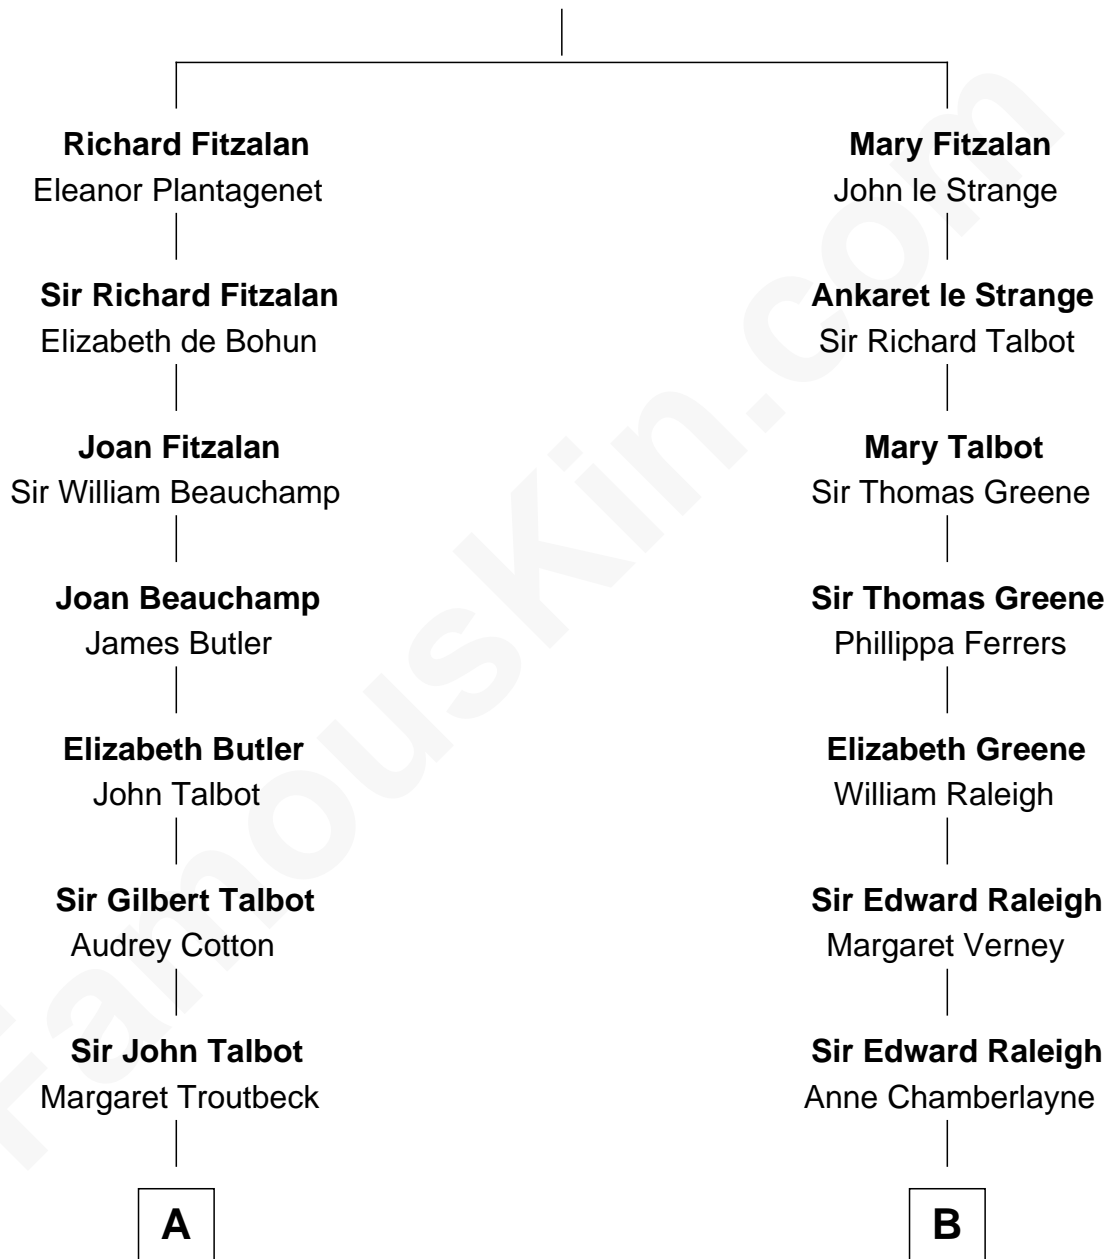 Richard Fitzalan
Eleanor Plantagenet
Sir Richard Fitzalan
Elizabeth de Bohun
Joan Fitzalan
Sir William Beauchamp
Joan Beauchamp
James Butler
Elizabeth Butler
John Talbot
Sir Gilbert Talbot
Audrey Cotton
Sir John Talbot
Margaret Troutbeck
A
Mary Fitzalan
John le Strange
Ankaret le Strange
Sir Richard Talbot
Mary Talbot
Sir Thomas Greene
Sir Thomas Greene
Phillippa Ferrers
Elizabeth Greene
William Raleigh
Sir Edward Raleigh
Margaret Verney
Sir Edward Raleigh
Anne Chamberlayne
B
FamousKin.com